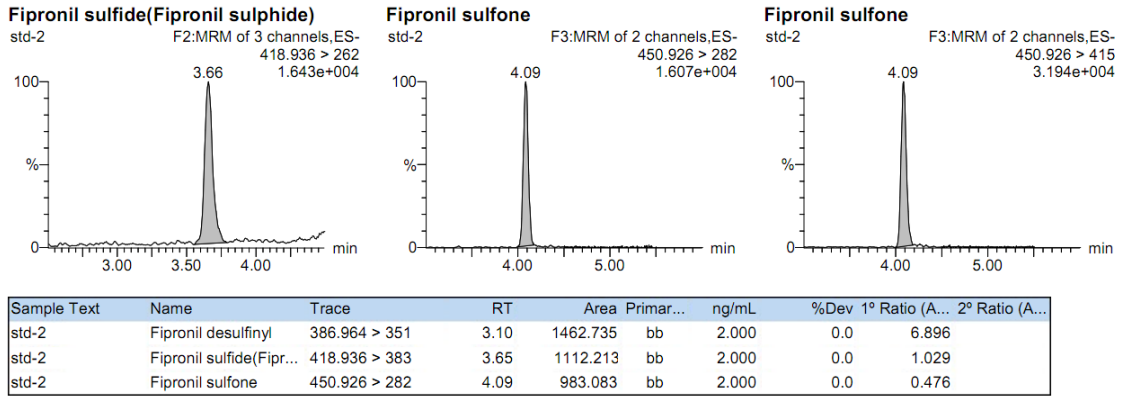 Fipronil sulfide(Fipronil sulphide)
std-2 F2:MRM of 3 channels,ES-
418.936 > 262
1.643e+004
3.66
100
%
0
3.00 3.50 4.00 min
Fipronil sulfone
std-2 F3:MRM of 2 channels,ES-
450.926 > 282
1.607e+004
4.09
100
%
0
4.00 5.00 min
Fipronil sulfone
std-2 F3:MRM of 2 channels,ES-
450.926 > 415
3.194e+004
4.09
100
%
0
4.00 5.00 min
Sample Text Name Trace RT Area Primar... ng/mL %Dev 1º Ratio (A... 2º Ratio (A...
std-2 Fipronil desulfinyl 386.964 > 351 3.10 1462.735 bb 2.000 0.0 6.896
std-2 Fipronil sulfide(Fipr... 418.936 > 383 3.65 1112.213 bb 2.000 0.0 1.029
std-2 Fipronil sulfone 450.926 > 282 4.09 983.083 bb 2.000 0.0 0.476